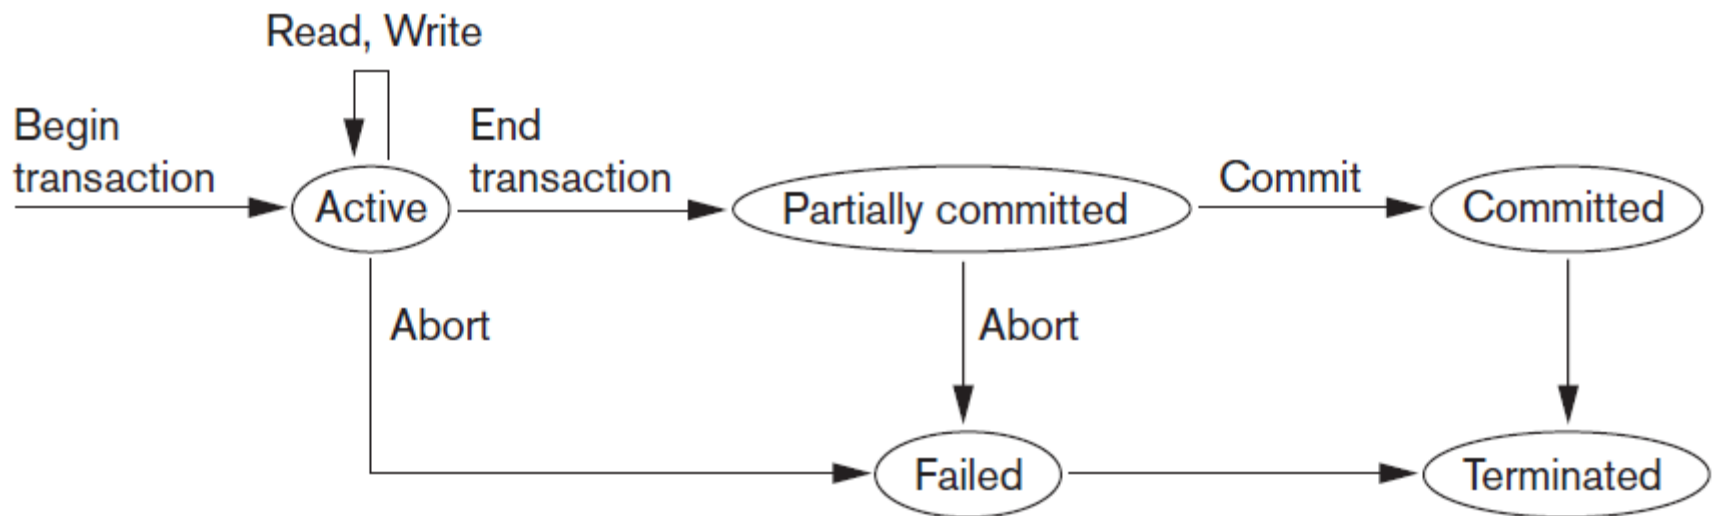 Read, Write
Begin
transaction
End
transaction
Active
Partially committed
Commit
Committed
Abort
Abort
Failed
Terminated